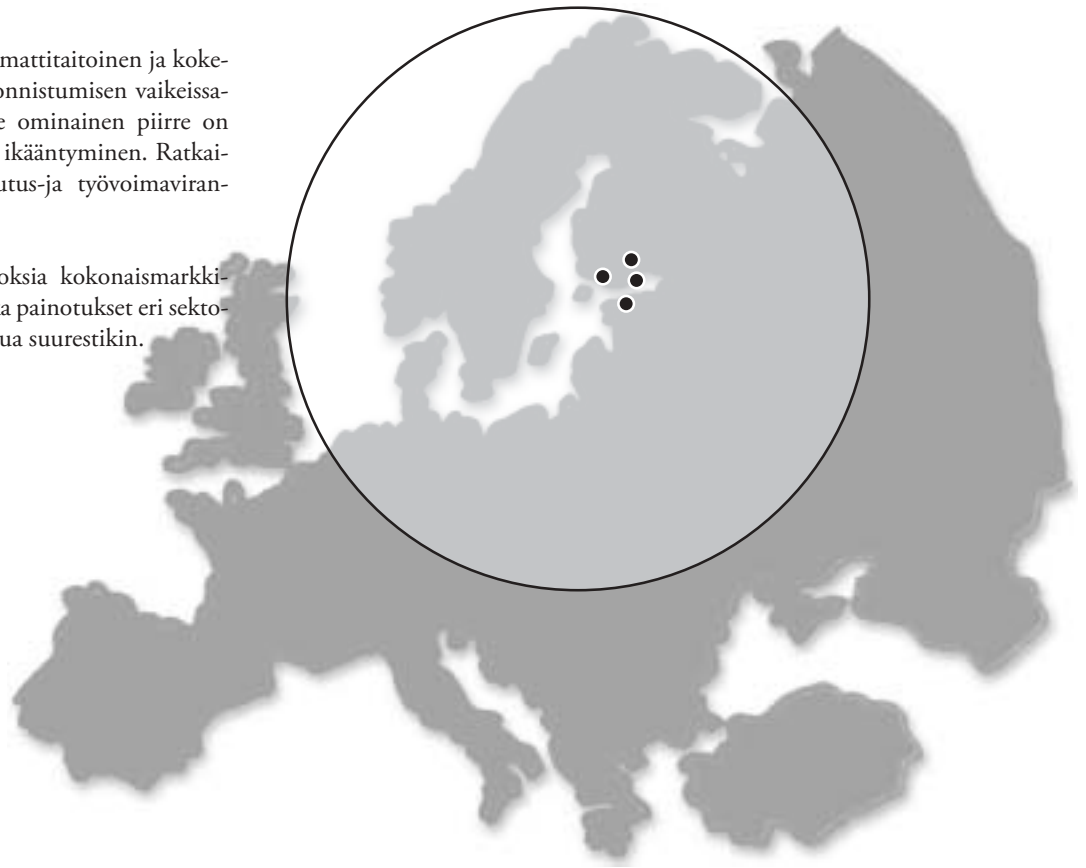 mattitaitoinen ja koke-
onnistumisen vaikeissa-
e ominainen piirre on
ikääntyminen. Ratkai-
utus-ja työvoimaviran-
oksia kokonaismarkki-
a painotukset eri sekto-
ua suurestikin.